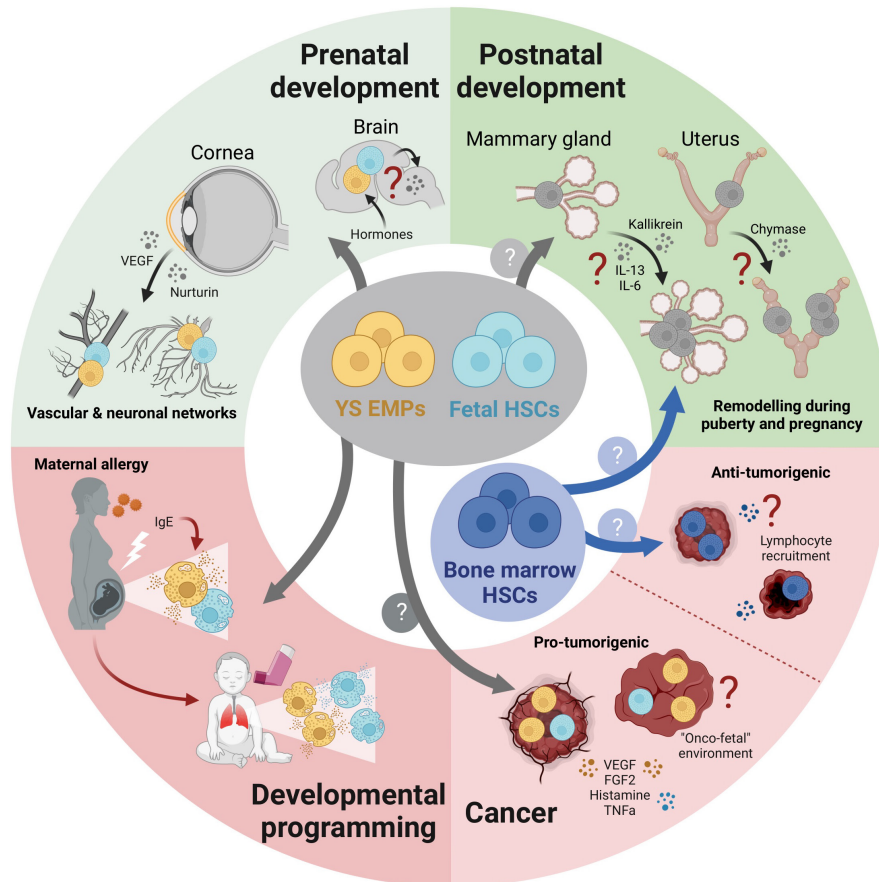 Prenatal
development
Postnatal
development
Cornea
Brain
?
Hormones
VEGF
Nurturin
Vascular & neuronal networks
Mammary gland
Uterus
?
Kallikrein
?
IL-13
IL-6
Chymase
?
Remodelling during
puberty and pregnancy
YS EMPs
Fetal HSCs
Bone marrow
HSCs
?
?
?
Maternal allergy
IgE
Developmental
programming
Anti-tumorigenic
?
Lymphocyte
recruitment
Pro-tumorigenic
?
"Onco-fetal"
environment
VEGF
FGF2
Histamine
TNFa
Cancer